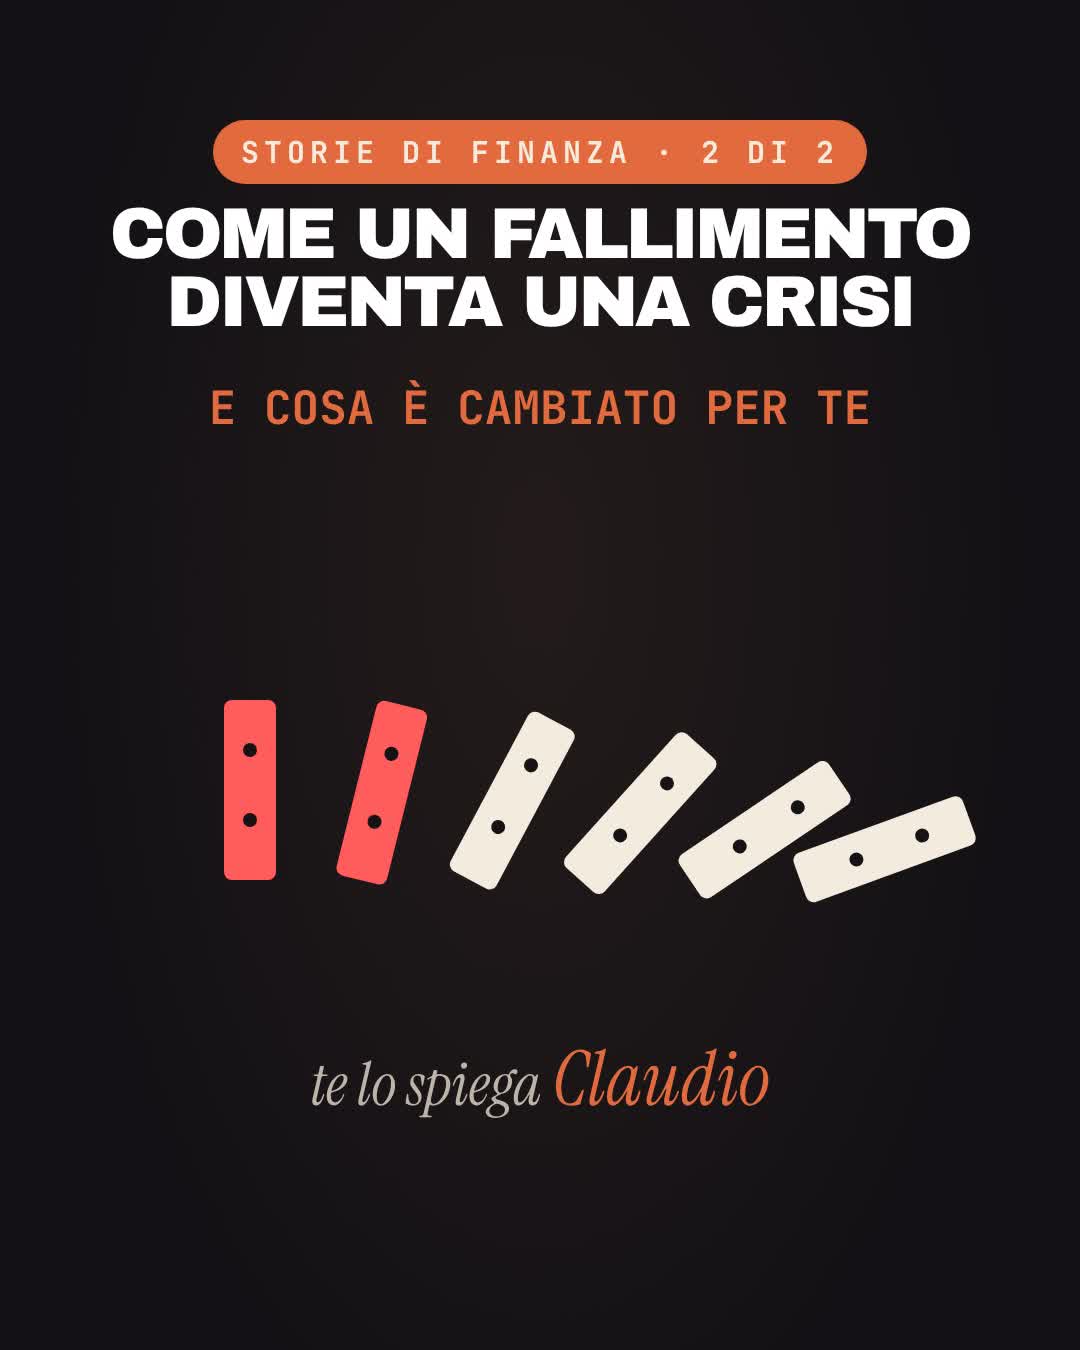 STORIE DI FINANZA · 2 DI 2
COME UN FALLIMENTO
DIVENTA UNA CRISI
E COSA È CAMBIATO PER TE
te lo spiega Claudio